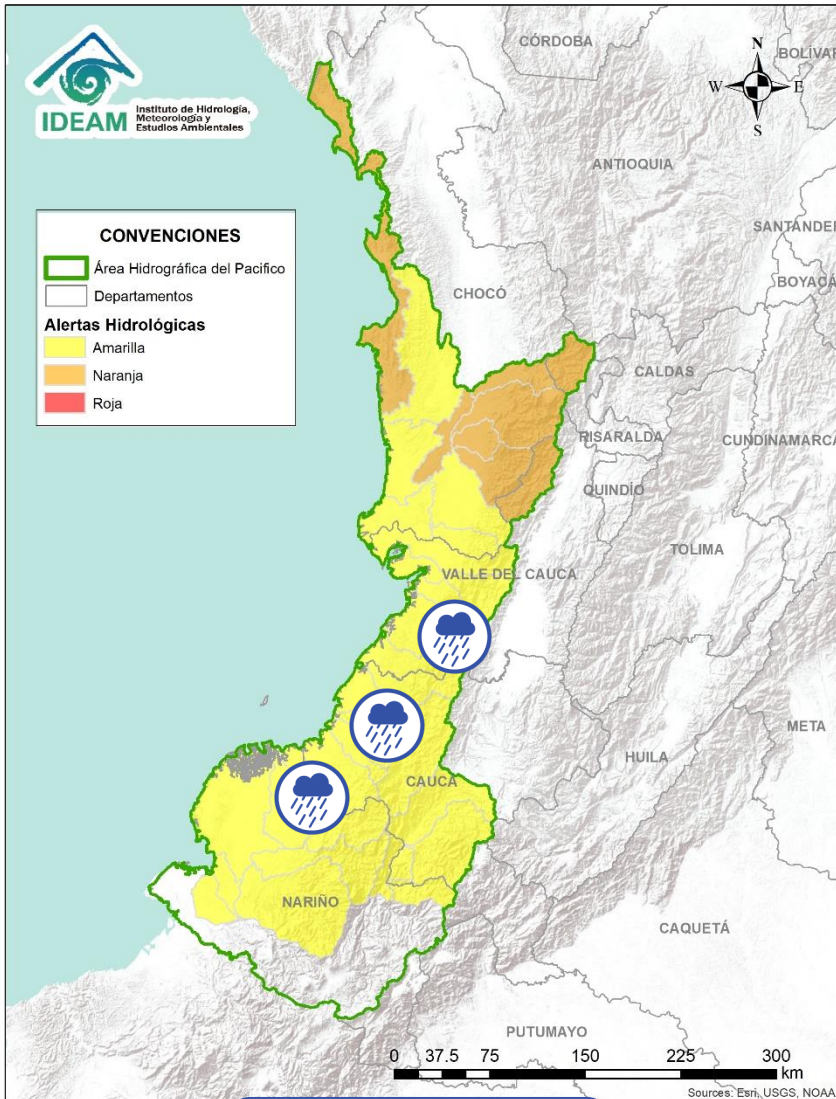 IDEAM
Instituto de Hidrología,
Meteorología y
Estudios Ambientales
CÓRDOBA
BOLÍVAR
N
W
E
S
ANTIOQUIA
SANTANDER
BOYACÁ
CONVENCIONES
Área Hidrográfica del Pacifico
Departamentos
Alertas Hidrológicas
Amarilla
Naranja
Roja
CHOCÓ
CALDAS
RISARALDA
CUNDINAMARCA
QUINDÍO
TOLIMA
VALLE DEL CAUCA
META
HUILA
CAUCA
NARIÑO
CAQUETÁ
PUTUMAYO
0 37.5 75 150 225 300
km
Sources: Esri, USGS, NOAA